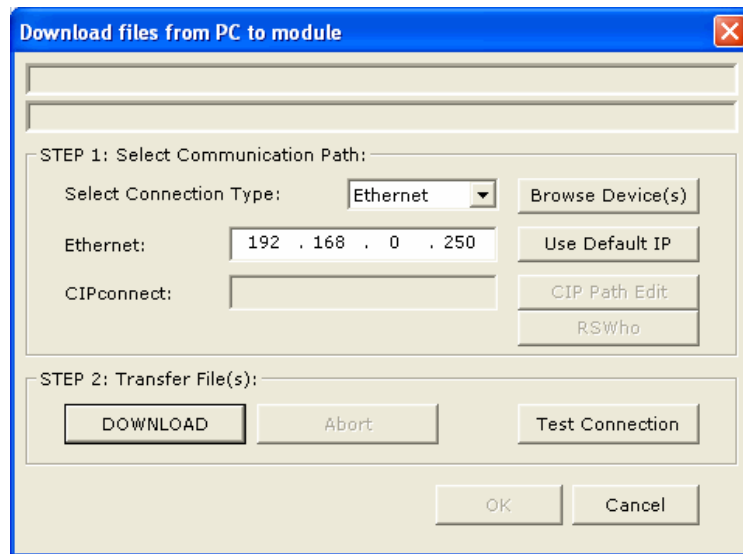 Download files from PC to module
STEP 1: Select Communication Path:
Select Connection Type: Ethernet Browse Device(s)
Ethernet: 192 . 168 . 0 . 250 Use Default IP
CIPconnect: CIP Path Edit
RSWho
STEP 2: Transfer File(s):
DOWNLOAD Abort Test Connection
OK Cancel